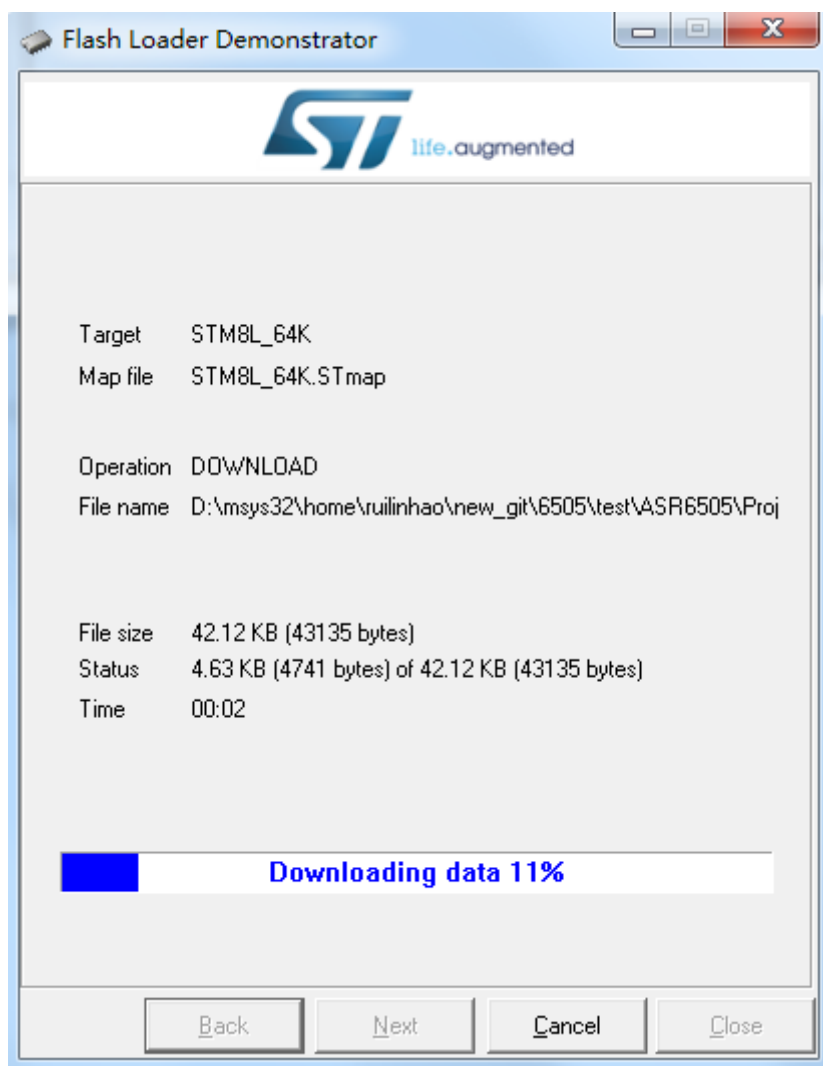 Flash Loader Demonstrator
ST life.augmented
Target STM8L_64K
Map file STM8L_64K.STmap
Operation DOWNLOAD
File name D:\msys32\home\ruilinhao\new_git\6505\test\ASR6505\Proj
File size 42.12 KB (43135 bytes)
Status 4.63 KB (4741 bytes) of 42.12 KB (43135 bytes)
Time 00:02
Downloading data 11%
Back Next Cancel Close